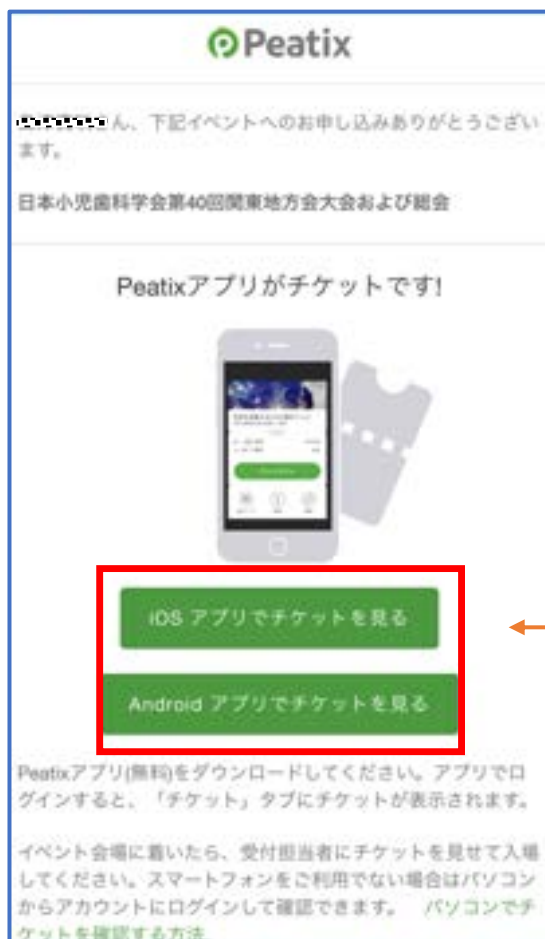 Peatix
ん、下記イベントへのお申し込みありがとうござい
ます。
日本小児歯科学会第40回関東地方会大会および総会
Peatixアプリがチケットです!
iOS アプリでチケットを見る
Android アプリでチケットを見る
Peatixアプリ(無料)をダウンロードしてください。アプリでロ
グインすると、「チケット」タブにチケットが表示されます。
イベント会場に着いたら、受付担当者にチケットを見せて入場
してください。スマートフォンをご利用でない場合はパソコン
からアカウントにログインして確認できます。 パソコンでチ
ケットを確認する方法